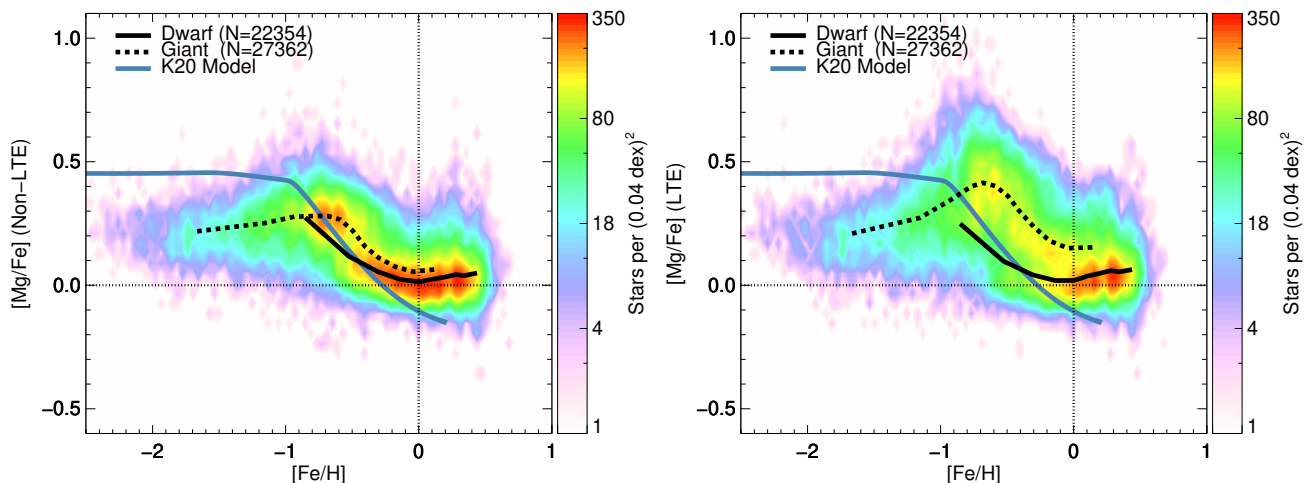 Dwarf (N=22354)
Giant (N=27362)
K20 Model
1.0
0.5
0.0
−0.5
[Mg/Fe] (Non−LTE)
−2
−1
0
1
[Fe/H]
350
80
18
4
1
Stars per (0.04 dex)²
Dwarf (N=22354)
Giant (N=27362)
K20 Model
1.0
0.5
0.0
−0.5
[Mg/Fe] (LTE)
−2
−1
0
1
[Fe/H]
350
80
18
4
1
Stars per (0.04 dex)²